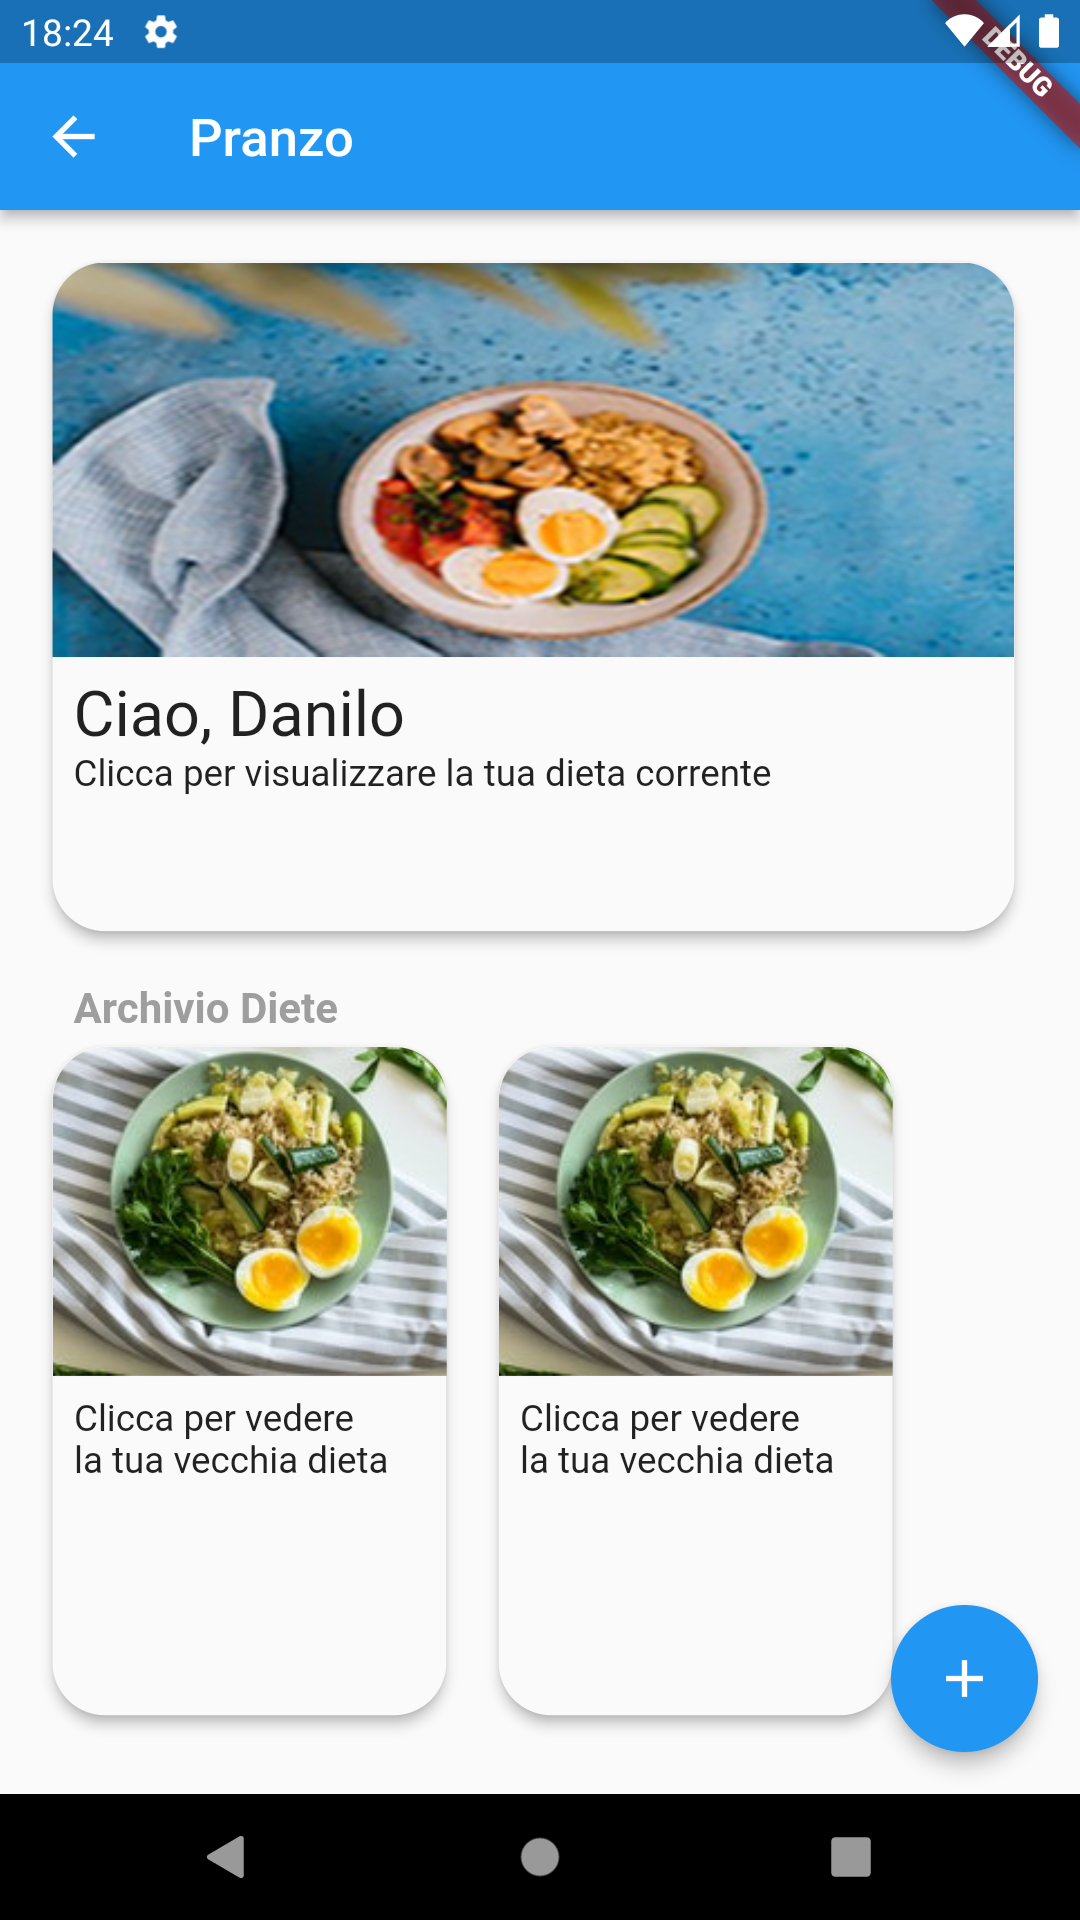 18:24
DEBUG
Pranzo
Ciao, Danilo
Clicca per visualizzare la tua dieta corrente
Archivio Diete
Clicca per vedere
la tua vecchia dieta
Clicca per vedere
la tua vecchia dieta